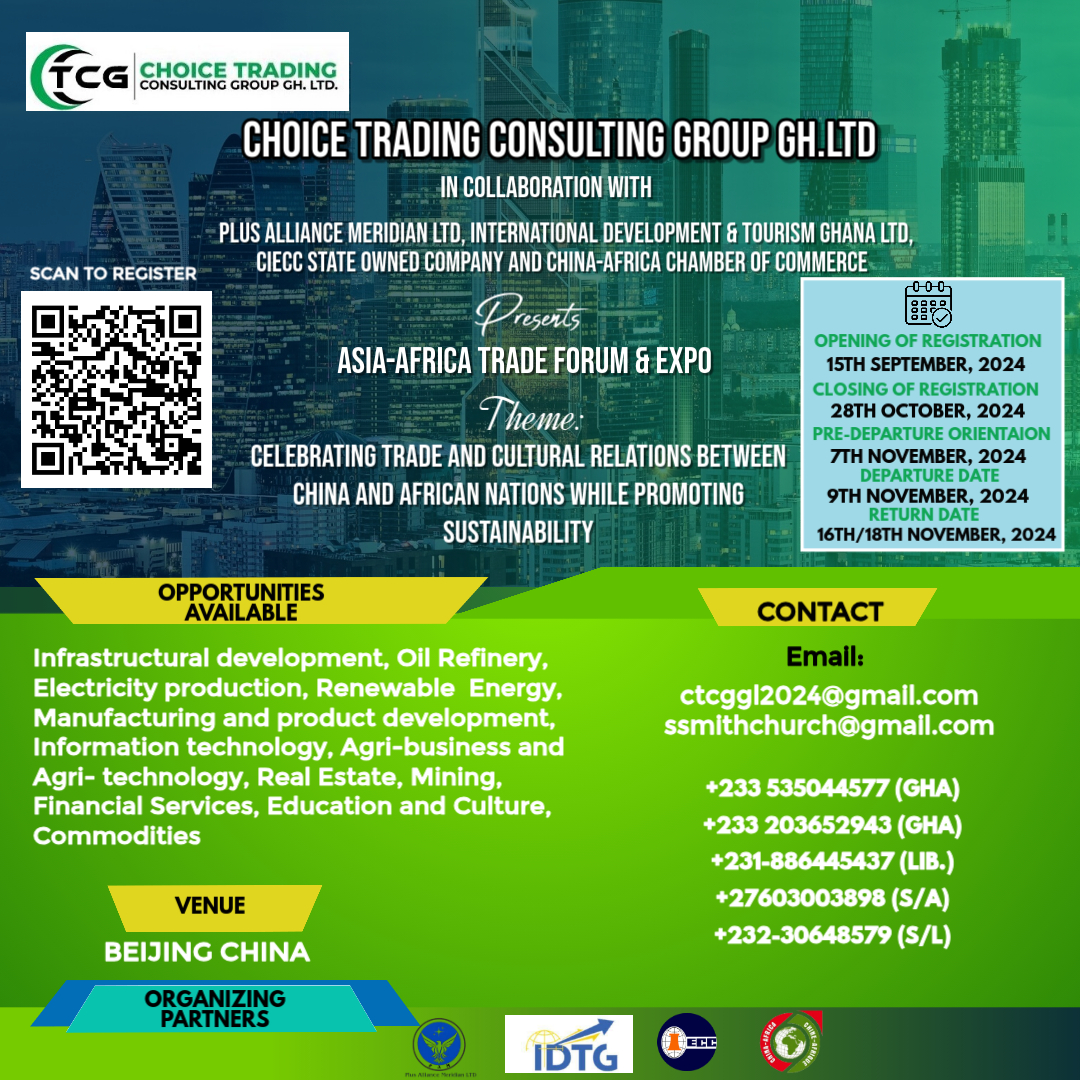 TCG CHOICE TRADING
CONSULTING GROUP GH. LTD.
CHOICE TRADING CONSULTING GROUP GH.LTD
IN COLLABORATION WITH
PLUS ALLIANCE MERIDIAN LTD, INTERNATIONAL DEVELOPMENT & TOURISM GHANA LTD,
CIECC STATE OWNED COMPANY AND CHINA-AFRICA CHAMBER OF COMMERCE
SCAN TO REGISTER
Presents
ASIA-AFRICA TRADE FORUM & EXPO
Theme:
CELEBRATING TRADE AND CULTURAL RELATIONS BETWEEN
CHINA AND AFRICAN NATIONS WHILE PROMOTING
SUSTAINABILITY
OPENING OF REGISTRATION
15TH SEPTEMBER, 2024
CLOSING OF REGISTRATION
28TH OCTOBER, 2024
PRE-DEPARTURE ORIENTAION
7TH NOVEMBER, 2024
DEPARTURE DATE
9TH NOVEMBER, 2024
RETURN DATE
16TH/18TH NOVEMBER, 2024
OPPORTUNITIES
AVAILABLE
Infrastructural development, Oil Refinery,
Electricity production, Renewable Energy,
Manufacturing and product development,
Information technology, Agri-business and
Agri- technology, Real Estate, Mining,
Financial Services, Education and Culture,
Commodities
VENUE
BEIJING CHINA
CONTACT
Email:
ctcggl2024@gmail.com
ssmithchurch@gmail.com
+233 535044577 (GHA)
+233 203652943 (GHA)
+231-886445437 (LIB.)
+27603003898 (S/A)
+232-30648579 (S/L)
ORGANIZING
PARTNERS
Plus Alliance Meridian LTD
IDTG
IECC
CHINA-AFRICA